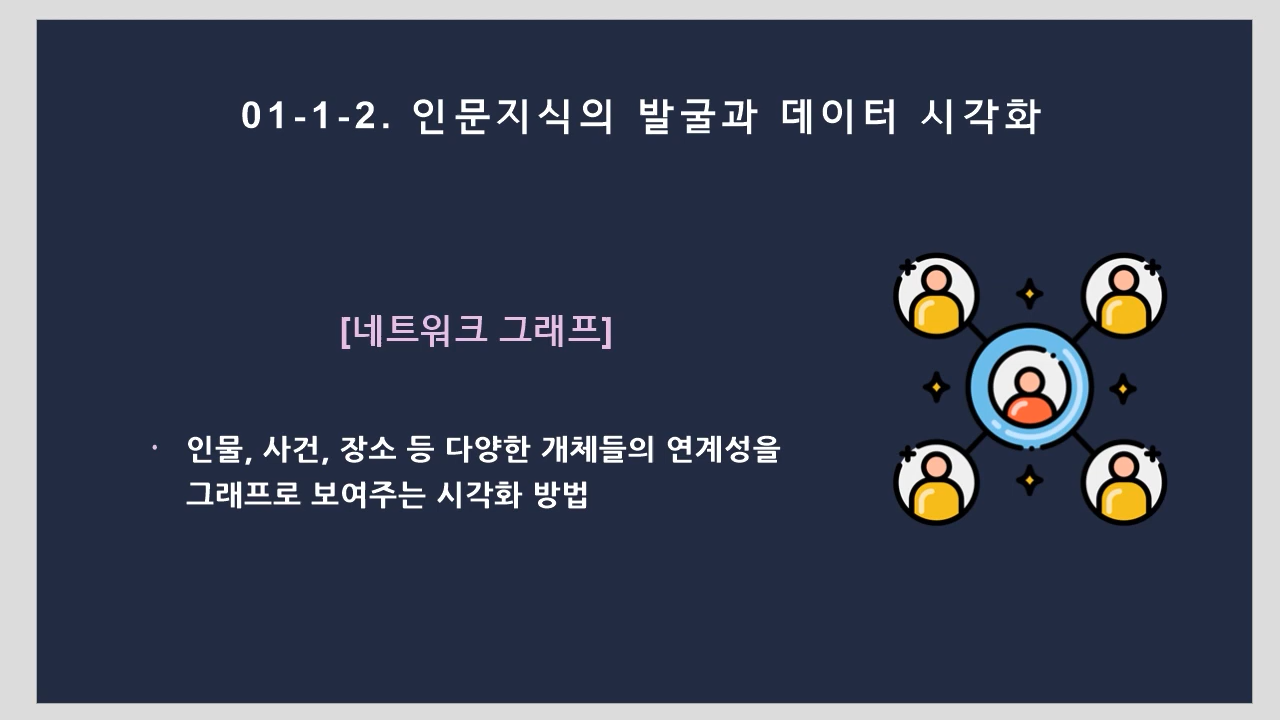 01-1-2. 인문지식의 발굴과 데이터 시각화
[네트워크 그래프]
· 인물, 사건, 장소 등 다양한 개체들의 연계성을
그래프로 보여주는 시각화 방법